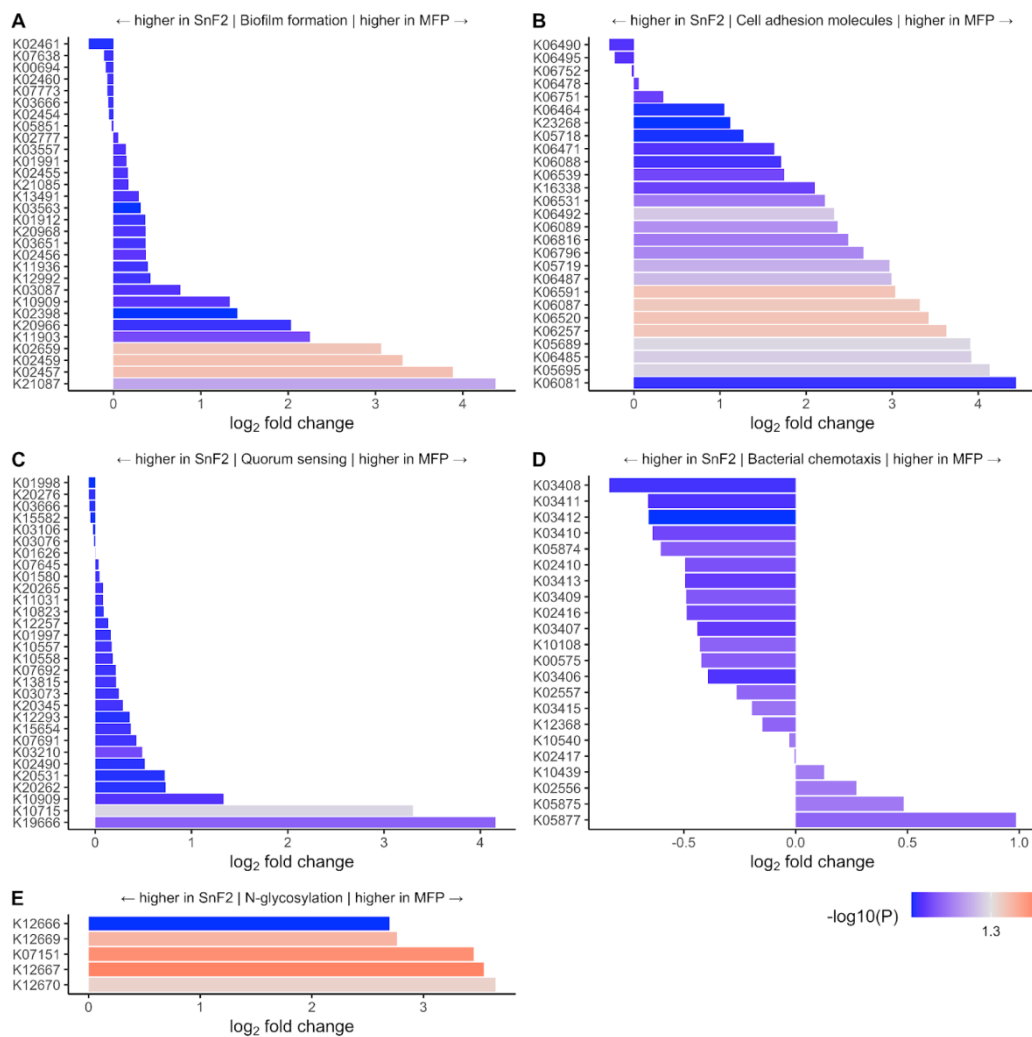 A
← higher in SnF2 | Biofilm formation | higher in MFP →
K02461
K07638
K00694
K02460
K07773
K03666
K02454
K05851
K02777
K03557
K01991
K02455
K21085
K13491
K03563
K01912
K20968
K03651
K02456
K11936
K12992
K03087
K10909
K02398
K20966
K11903
K02659
K02459
K02457
K21087
0 1 2 3 4
log2 fold change
B
← higher in SnF2 | Cell adhesion molecules | higher in MFP →
K06490
K06495
K06752
K06478
K06751
K06464
K23268
K05718
K06471
K06088
K06539
K16338
K06531
K06492
K06089
K06816
K06796
K05719
K06487
K06591
K06087
K06520
K06257
K05689
K06485
K05695
K06081
0 1 2 3 4
log2 fold change
C
← higher in SnF2 | Quorum sensing | higher in MFP →
K01998
K20276
K03666
K15582
K03106
K03076
K01626
K07645
K01580
K20265
K11031
K10823
K12257
K01997
K10557
K10558
K07692
K13815
K03073
K20345
K12293
K15654
K07691
K03210
K02490
K20531
K20262
K10909
K10715
K19666
0 1 2 3 4
log2 fold change
D
← higher in SnF2 | Bacterial chemotaxis | higher in MFP →
K03408
K03411
K03412
K03410
K05874
K02410
K03413
K03409
K02416
K03407
K10108
K00575
K03406
K02557
K03415
K12368
K10540
K02417
K10439
K02556
K05875
K05877
-0.5 0.0 0.5 1.0
log2 fold change
E
← higher in SnF2 | N-glycosylation | higher in MFP →
K12666
K12669
K07151
K12667
K12670
0 1 2 3
log2 fold change
-log10(P)
1.3